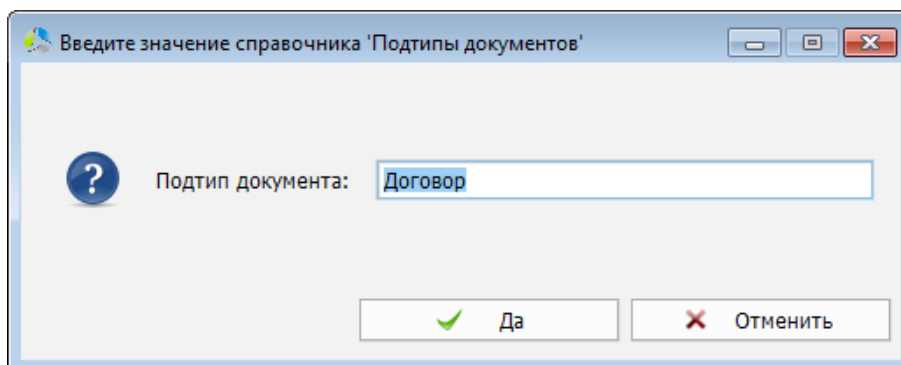 Введите значение справочника 'Подтипы документов'
Подтип документа: Договор
Да Отменить